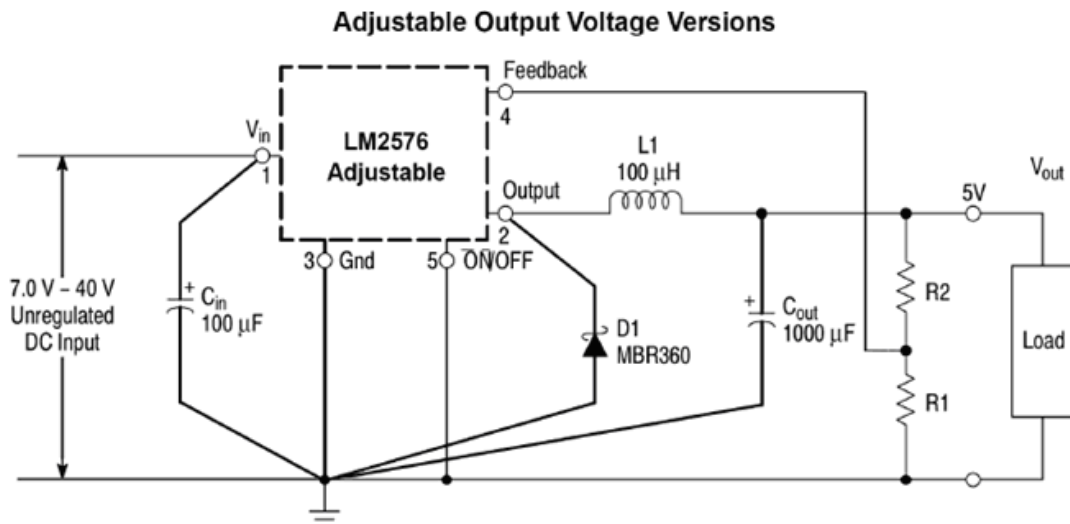 Adjustable Output Voltage Versions
Feedback
4
Vin
1
LM2576
Adjustable
Output
2
L1
100 μH
5V
Vout
3
Gnd
5
ON/OFF
7.0 V – 40 V
Unregulated
DC Input
+
Cin
100 μF
D1
MBR360
+
Cout
1000 μF
R2
R1
Load